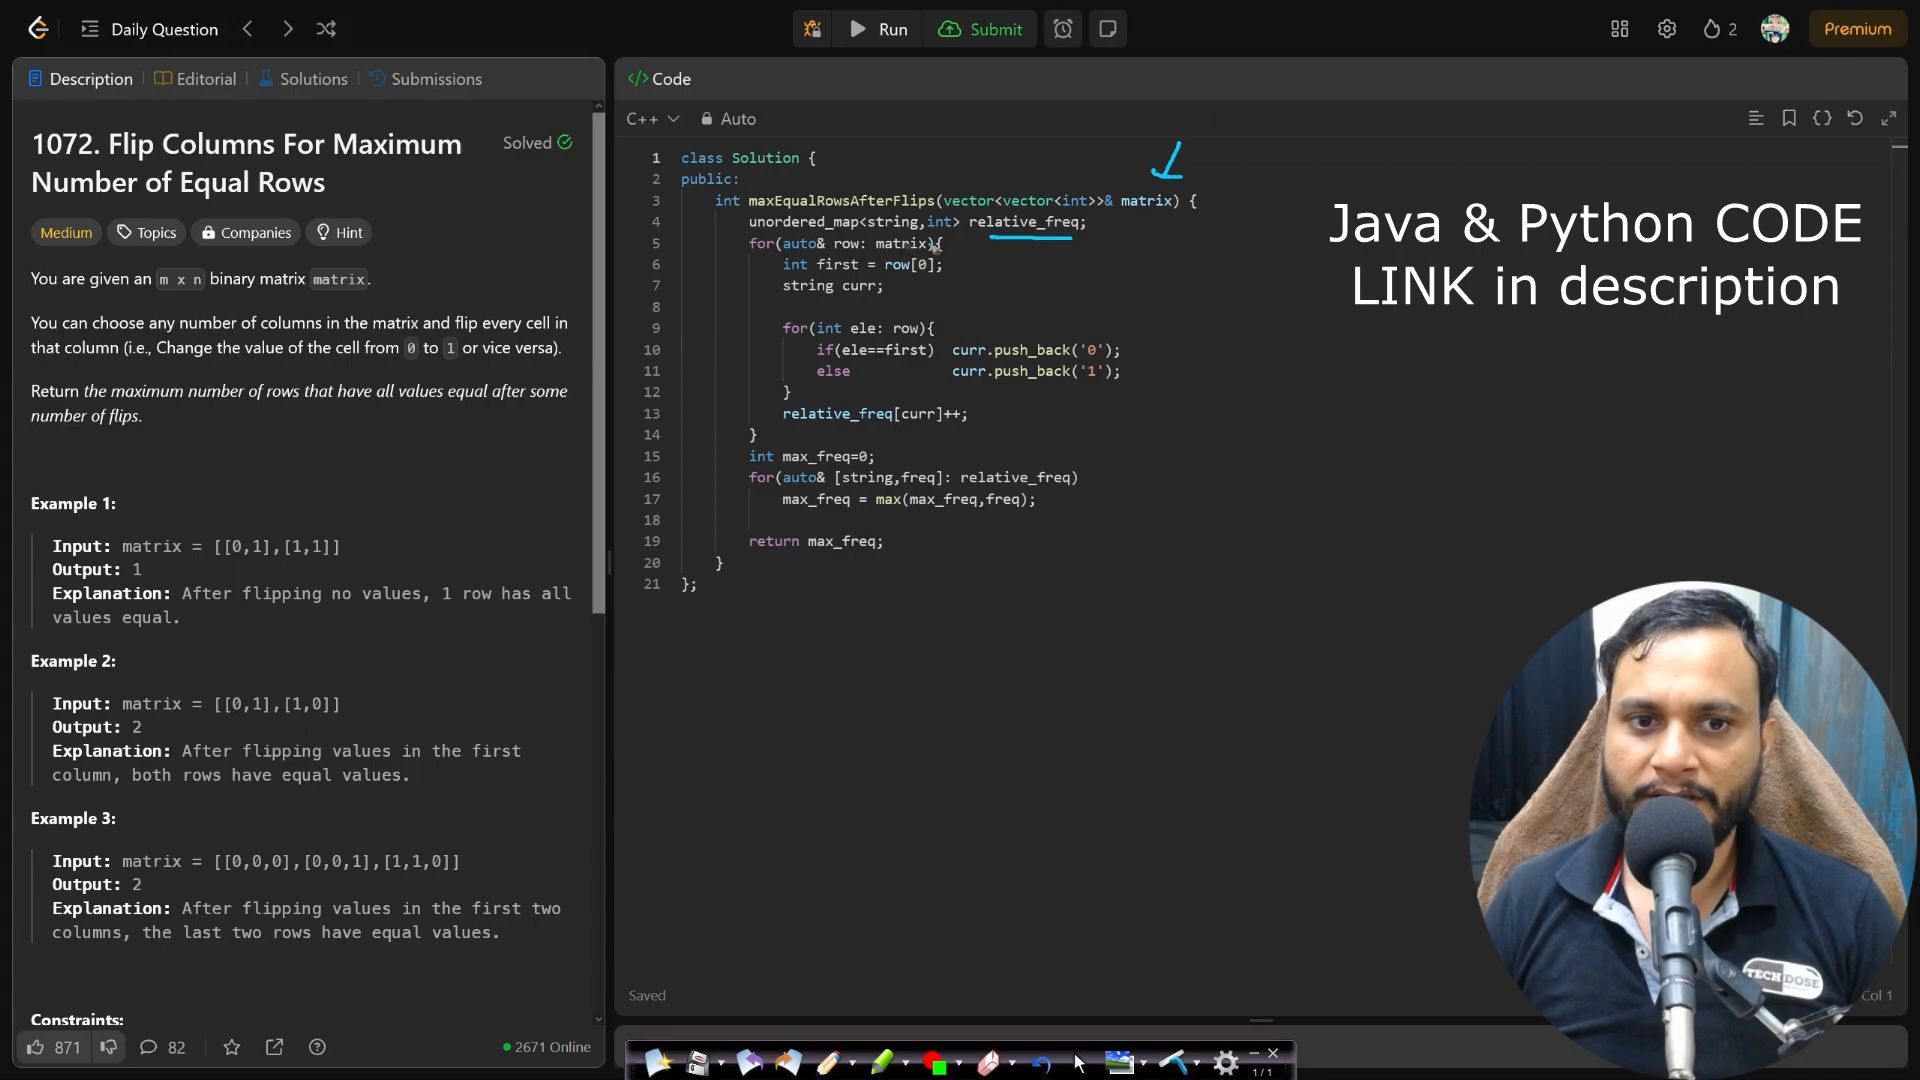 Daily Question
Run
Submit
2
Premium
Description
Editorial
Solutions
Submissions
</> Code
C++
Auto
1072. Flip Columns For Maximum
Number of Equal Rows
Solved
Medium
Topics
Companies
Hint
You are given an m x n binary matrix matrix.
You can choose any number of columns in the matrix and flip every cell in
that column (i.e., Change the value of the cell from 0 to 1 or vice versa).
Return the maximum number of rows that have all values equal after some
number of flips.
Example 1:
Input: matrix = [[0,1],[1,1]]
Output: 1
Explanation: After flipping no values, 1 row has all
values equal.
Example 2:
Input: matrix = [[0,1],[1,0]]
Output: 2
Explanation: After flipping values in the first
column, both rows have equal values.
Example 3:
Input: matrix = [[0,0,0],[0,0,1],[1,1,0]]
Output: 2
Explanation: After flipping values in the first two
columns, the last two rows have equal values.
Constraints:
871
82
2671 Online
1 class Solution {
2 public:
3 int maxEqualRowsAfterFlips(vector<vector<int>>& matrix) {
4 unordered_map<string,int> relative_freq;
5 for(auto& row: matrix){
6 int first = row[0];
7 string curr;
8
9 for(int ele: row){
10 if(ele==first) curr.push_back('0');
11 else curr.push_back('1');
12 }
13 relative_freq[curr]++;
14 }
15 int max_freq=0;
16 for(auto& [string,freq]: relative_freq)
17 max_freq = max(max_freq,freq);
18
19 return max_freq;
20 }
21 };
Java & Python CODE
LINK in description
TECH DOSE
Saved
Col 1
1/1